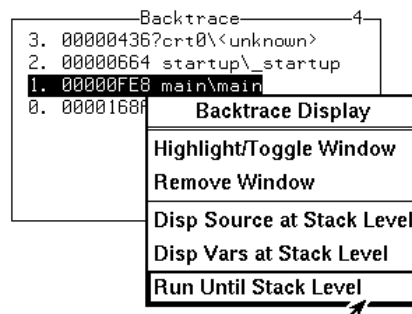 Backtrace 4
3. 00000436?crt0\<unknown>
2. 00000664 startup\_startup
1. 00000FE8 main\main
0.
Backtrace Display
Highlight/Toggle Window
Remove Window
Disp Source at Stack Level
Disp Vars at Stack Level
Run Until Stack Level